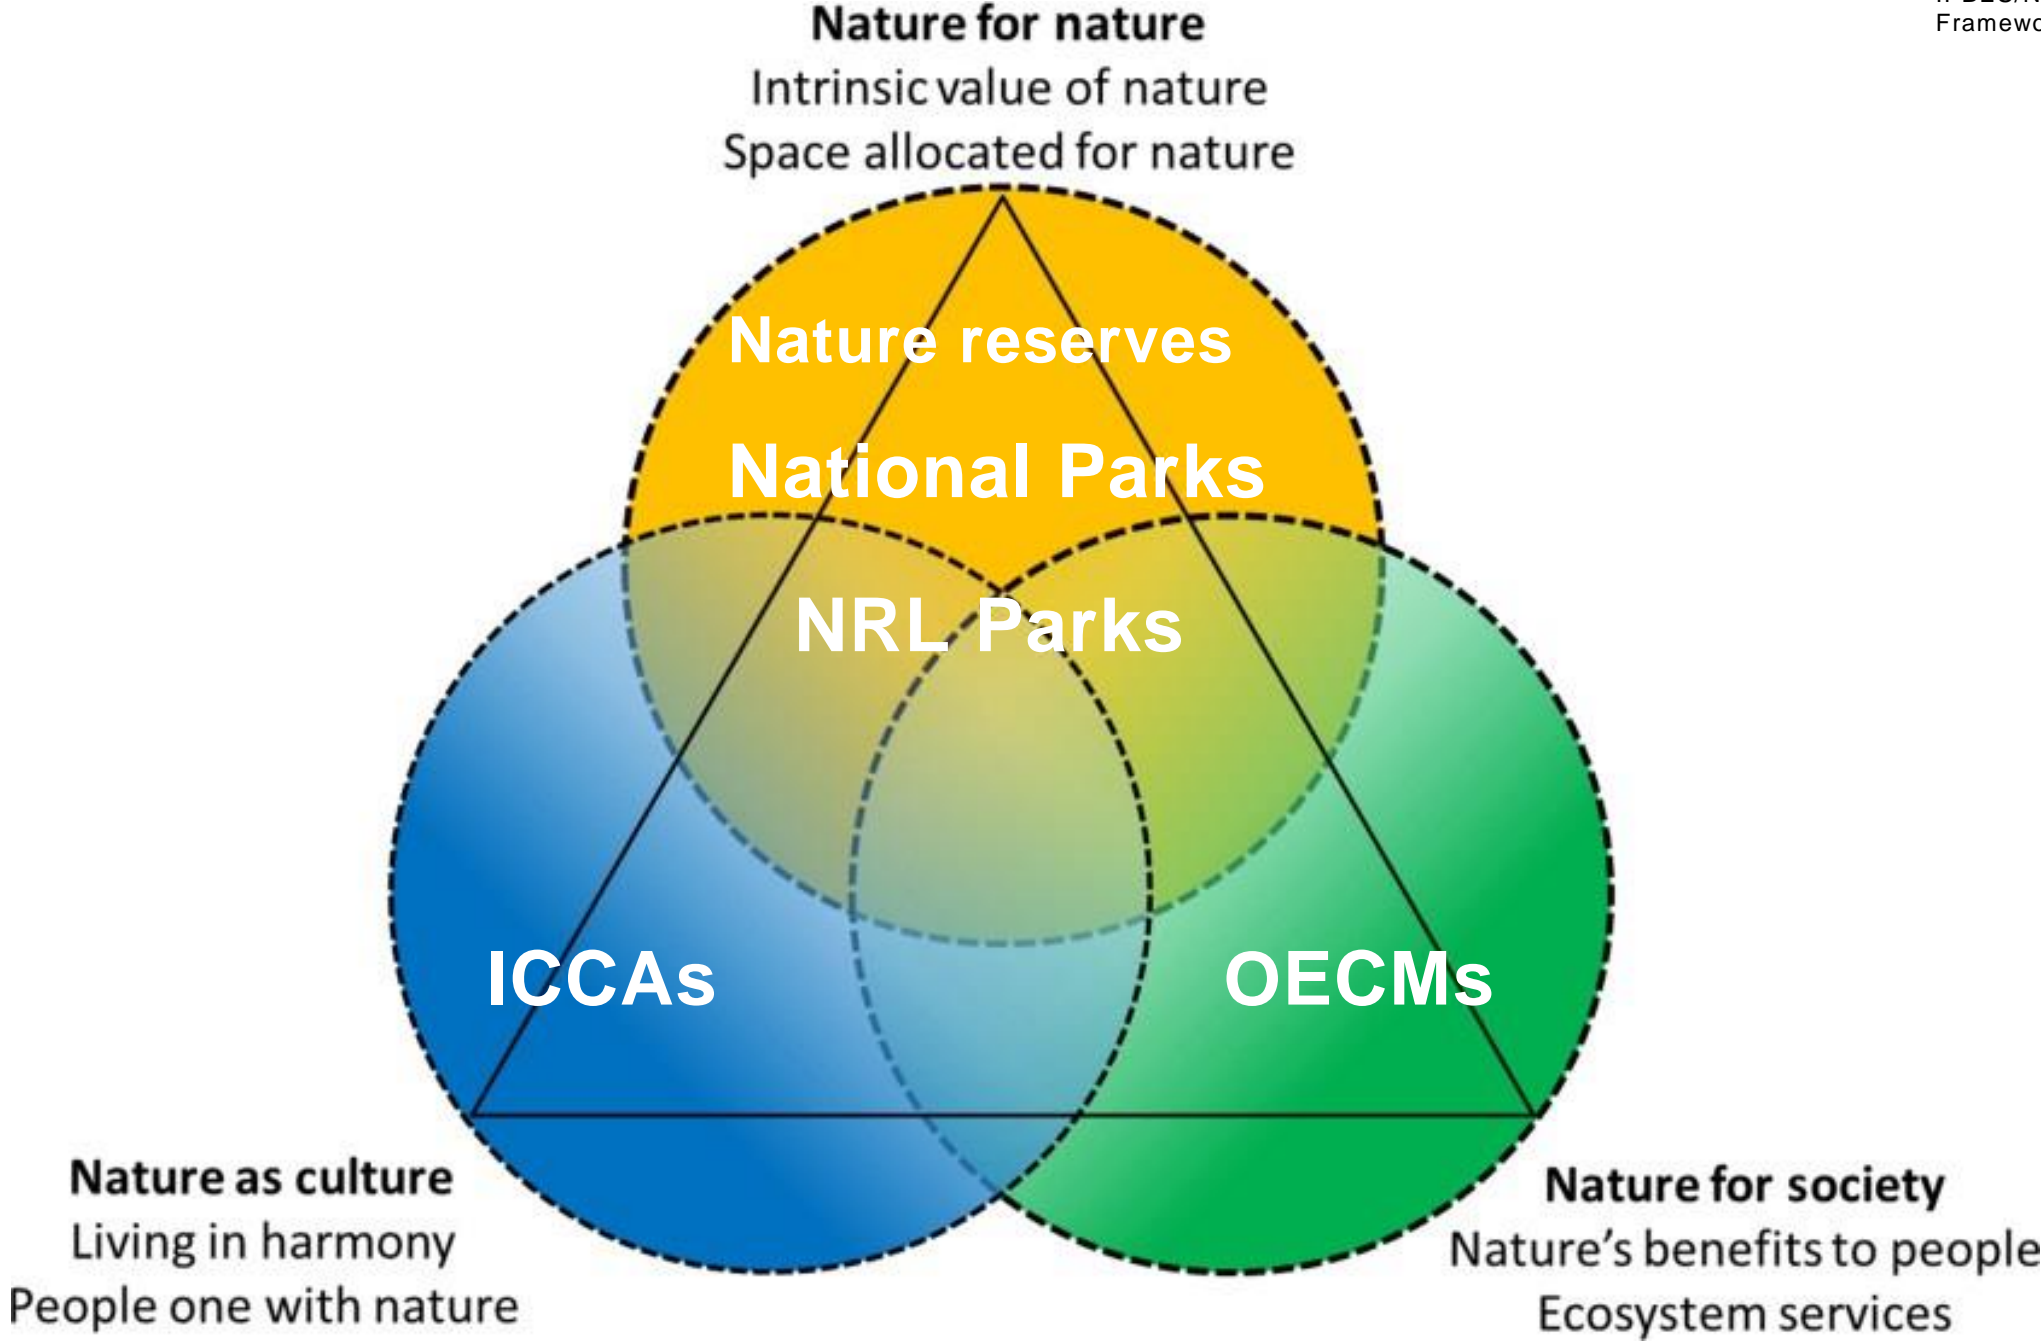 Nature for nature
Intrinsic value of nature
Space allocated for nature
Nature reserves
National Parks
NRL Parks
ICCAs
OECMs
Nature as culture
Living in harmony
People one with nature
Nature for society
Nature's benefits to people
Ecosystem services